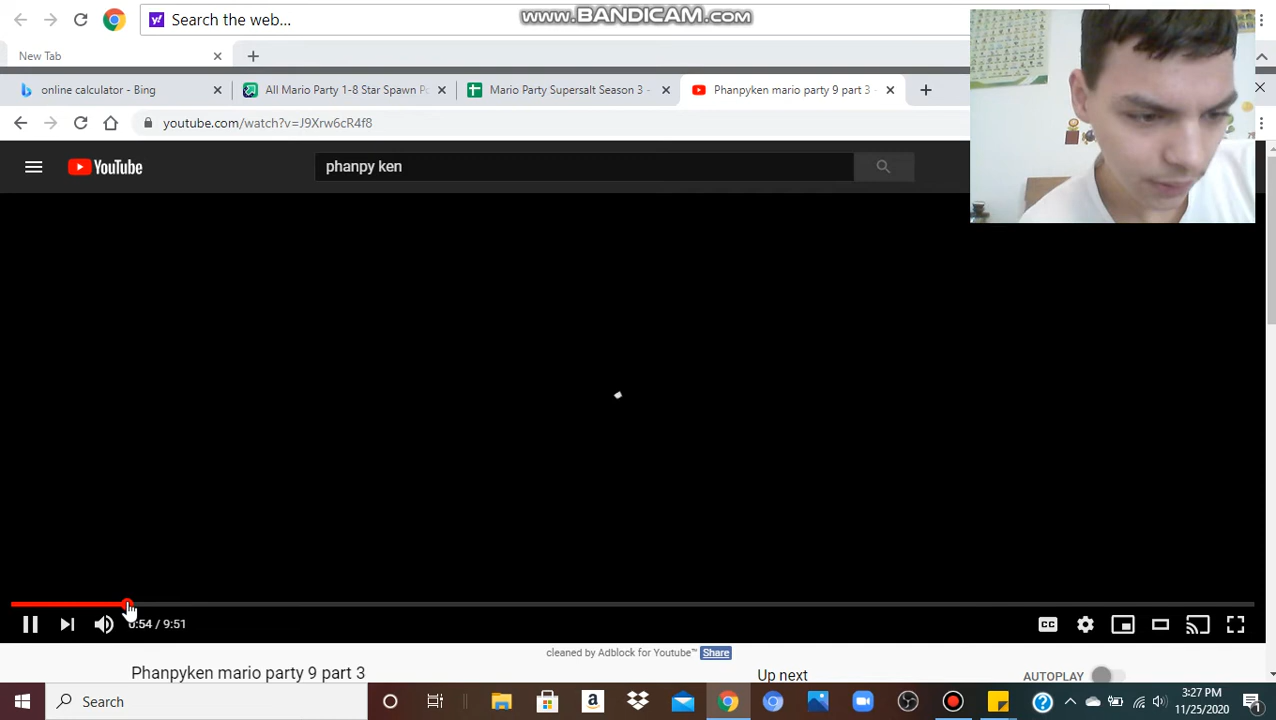 Search the web...
WWW.BANDICAM.COM
New Tab
online calculator - Bing
All Mario Party 1-8 Star Spawn Po
Mario Party Supersalt Season 3 -
Phanpyken mario party 9 part 3 -
youtube.com/watch?v=J9Xrw6cR4f8
YouTube
phanpy ken
0:54 / 9:51
CC
cleaned by Adblock for Youtube™ Share
Phanpyken mario party 9 part 3
Up next
AUTOPLAY
Search
3:27 PM
11/25/2020
1